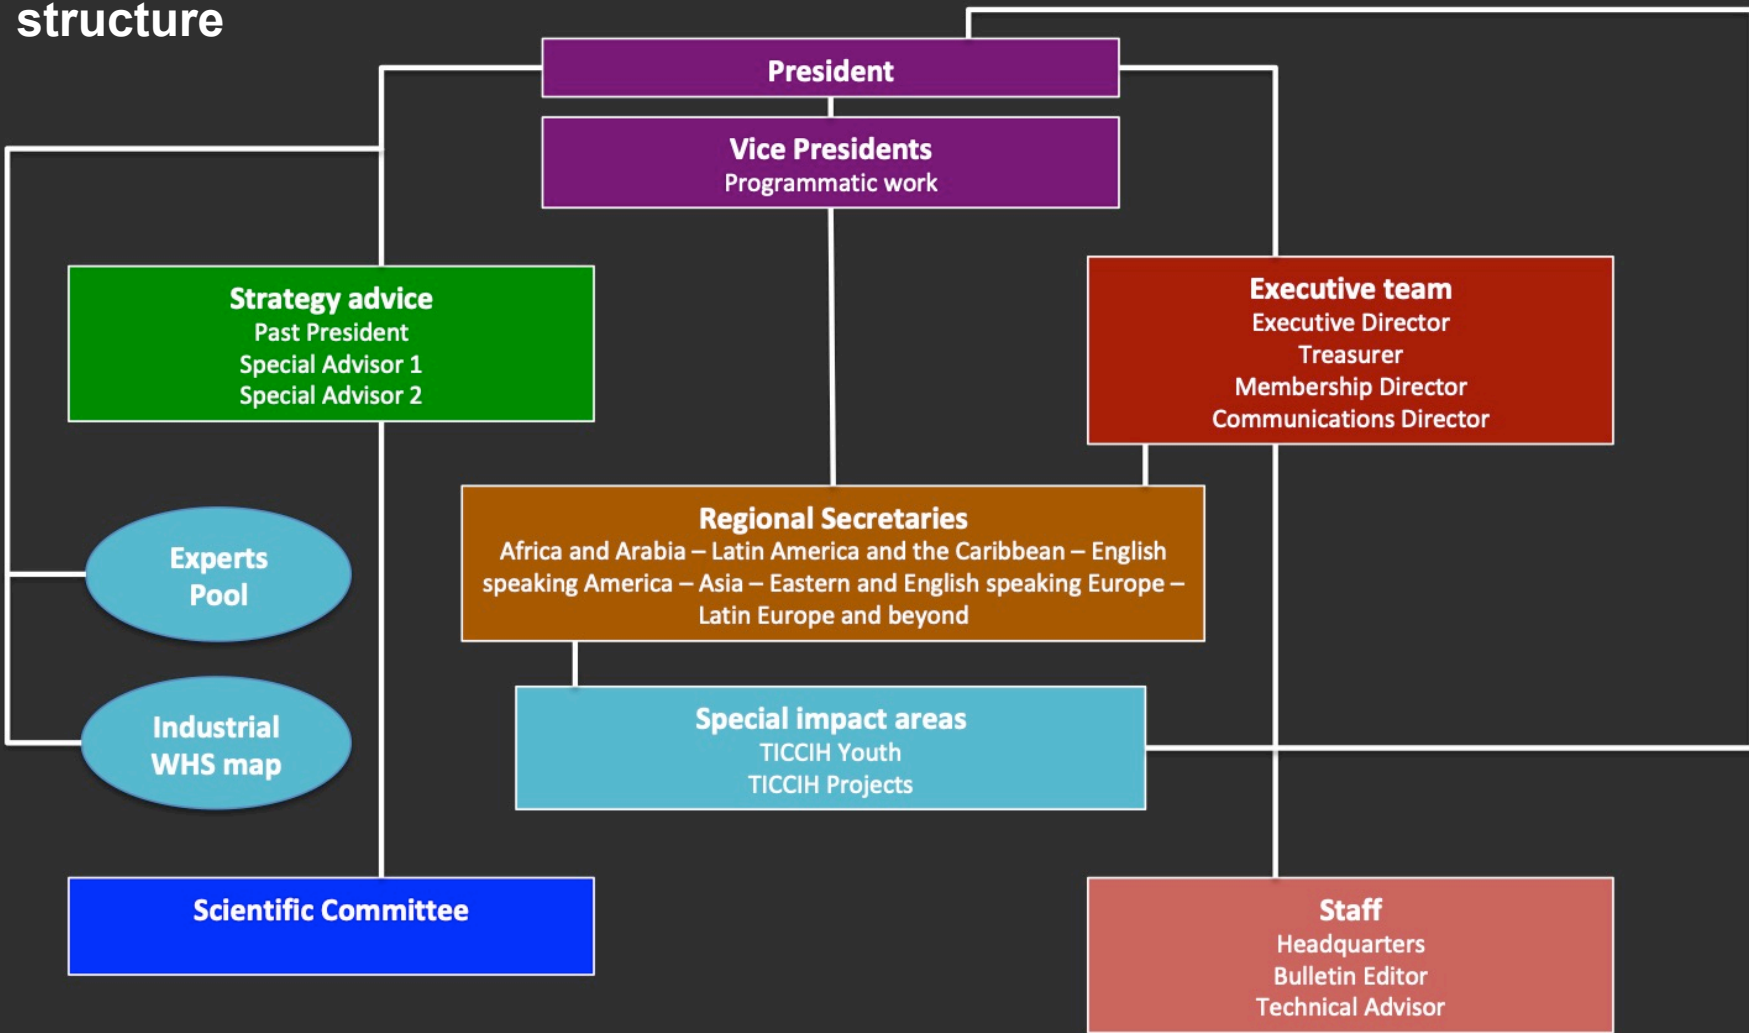 structure
President
Vice Presidents
Programmatic work
Strategy advice
Past President
Special Advisor 1
Special Advisor 2
Executive team
Executive Director
Treasurer
Membership Director
Communications Director
Regional Secretaries
Africa and Arabia – Latin America and the Caribbean – English
speaking America – Asia – Eastern and English speaking Europe –
Latin Europe and beyond
Experts
Pool
Special impact areas
TICCIH Youth
TICCIH Projects
Industrial
WHS map
Scientific Committee
Staff
Headquarters
Bulletin Editor
Technical Advisor